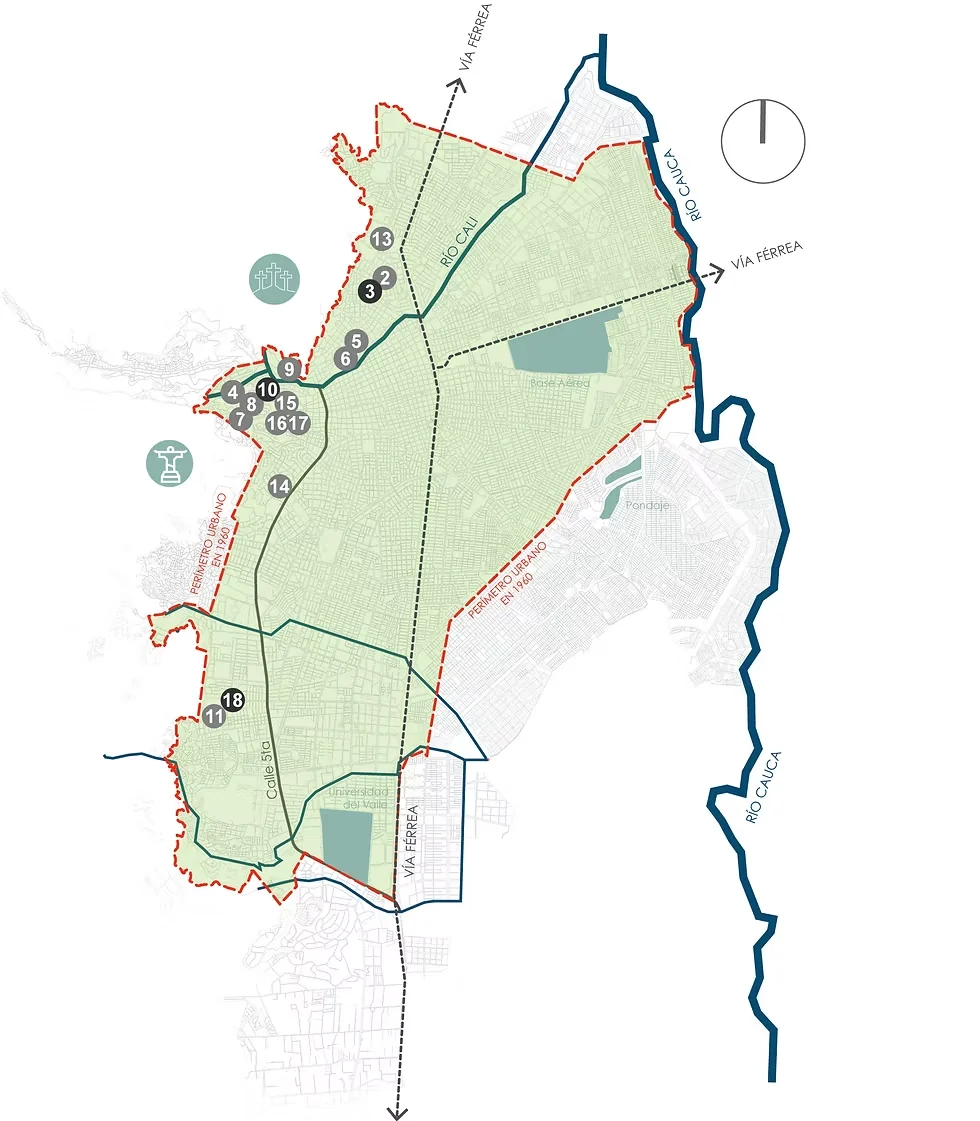 VÍA FÉRREA
RÍO CAUCA
13
RÍO CALI
VÍA FÉRREA
2
3
5
6
9
4
10
8
15
7
16
17
Base Aérea
14
Pondaje
PERÍMETRO URBANO
EN 1960
PERÍMETRO URBANO
EN 1960
18
11
Calle 5ta
Universidad
del Valle
VÍA FÉRREA
RÍO CAUCA